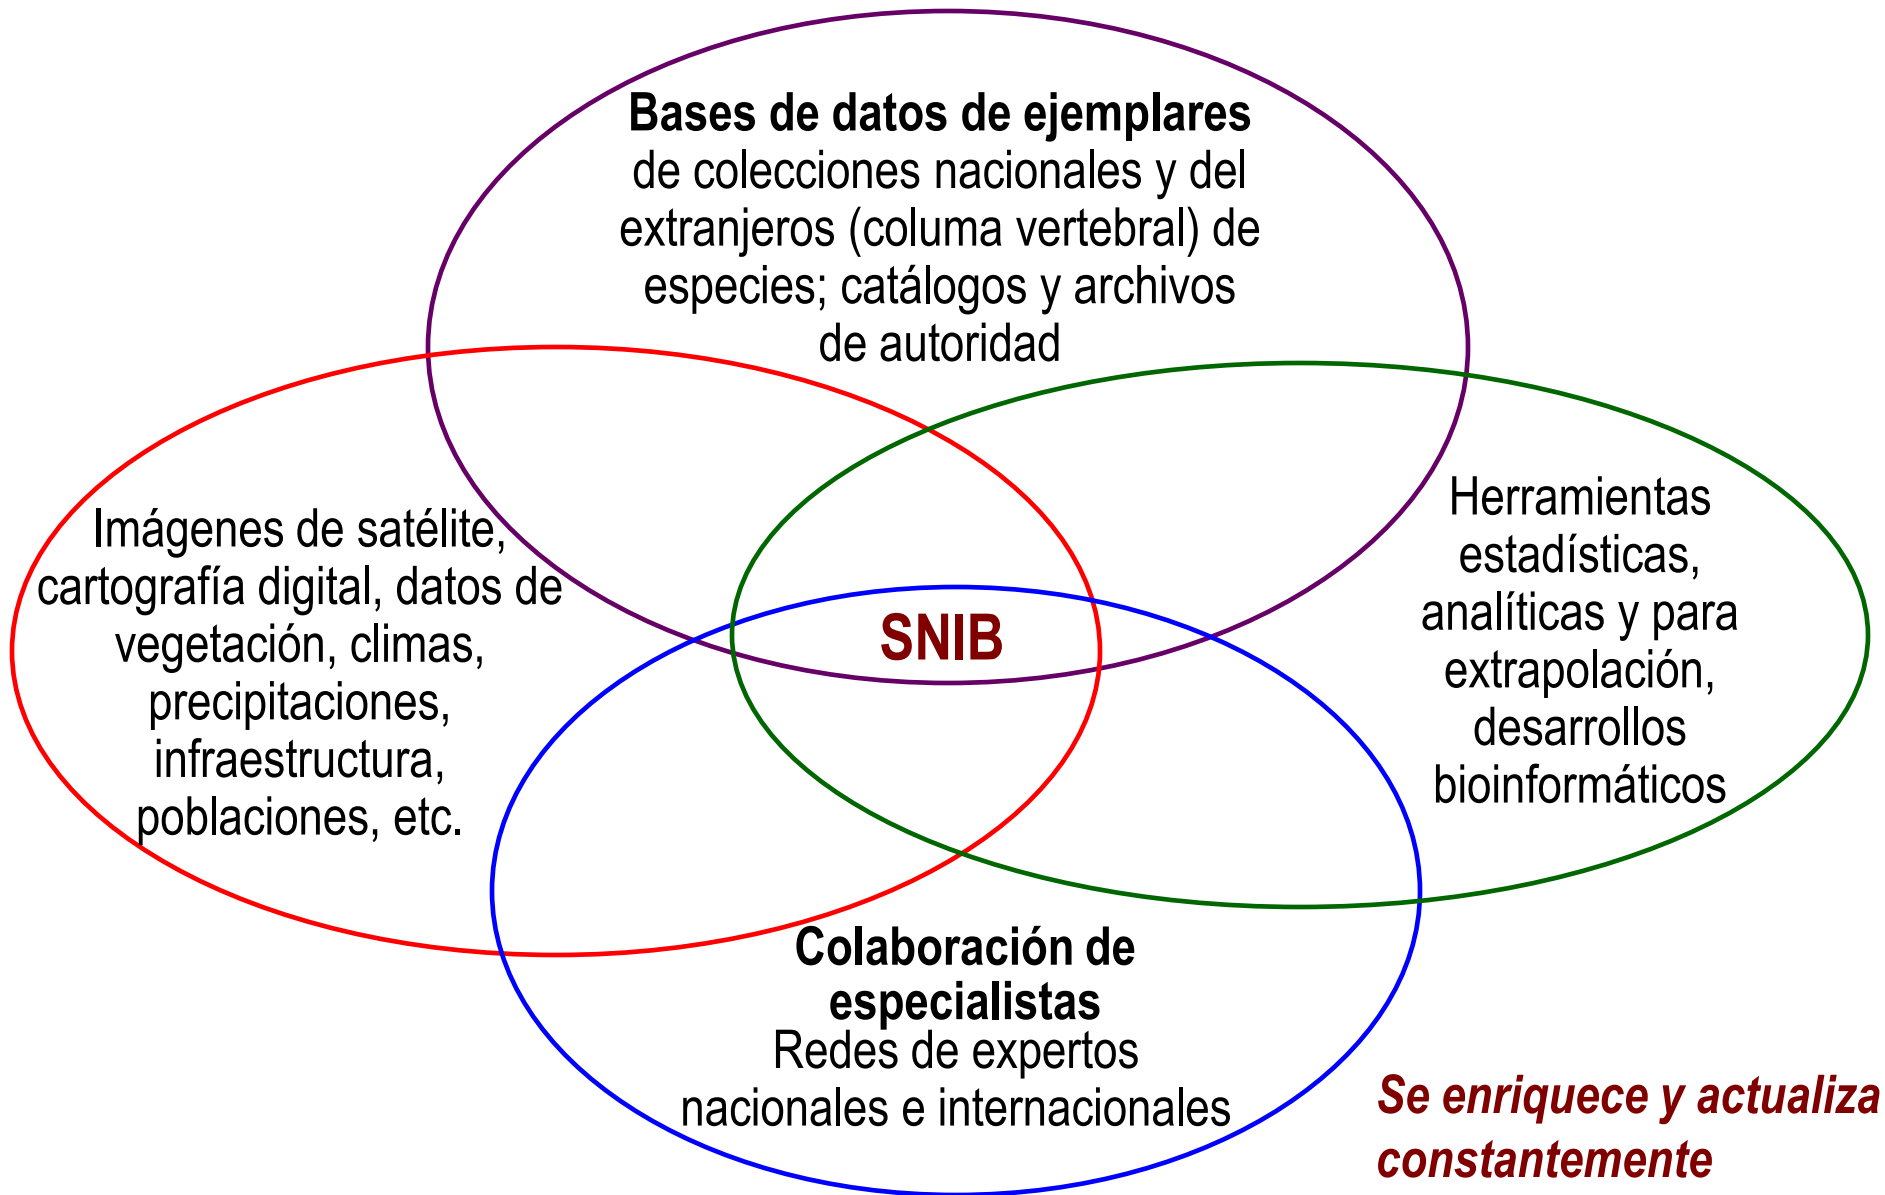 Bases de datos de ejemplares
de colecciones nacionales y del
extranjeros (columa vertebral) de
especies; catálogos y archivos
de autoridad
Imágenes de satélite,
cartografía digital, datos de
vegetación, climas,
precipitaciones,
infraestructura,
poblaciones, etc.
SNIB
Herramientas
estadísticas,
analíticas y para
extrapolación,
desarrollos
bioinformáticos
Colaboración de
especialistas
Redes de expertos
nacionales e internacionales
Se enriquece y actualiza
constantemente